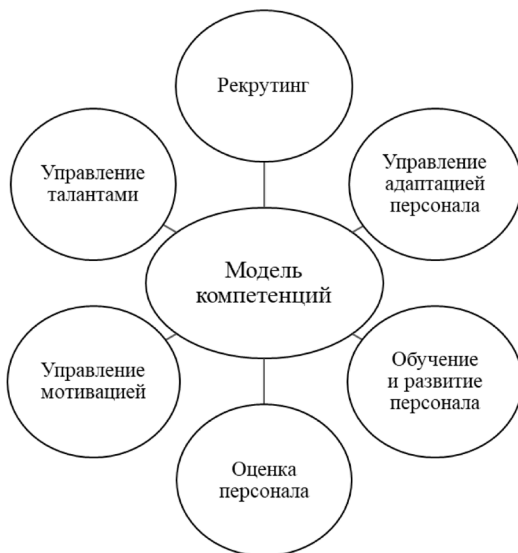 Рекрутинг
Управление
талантами
Управление
адаптацией
персонала
Модель
компетенций
Управление
мотивацией
Обучение
и развитие
персонала
Оценка
персонала